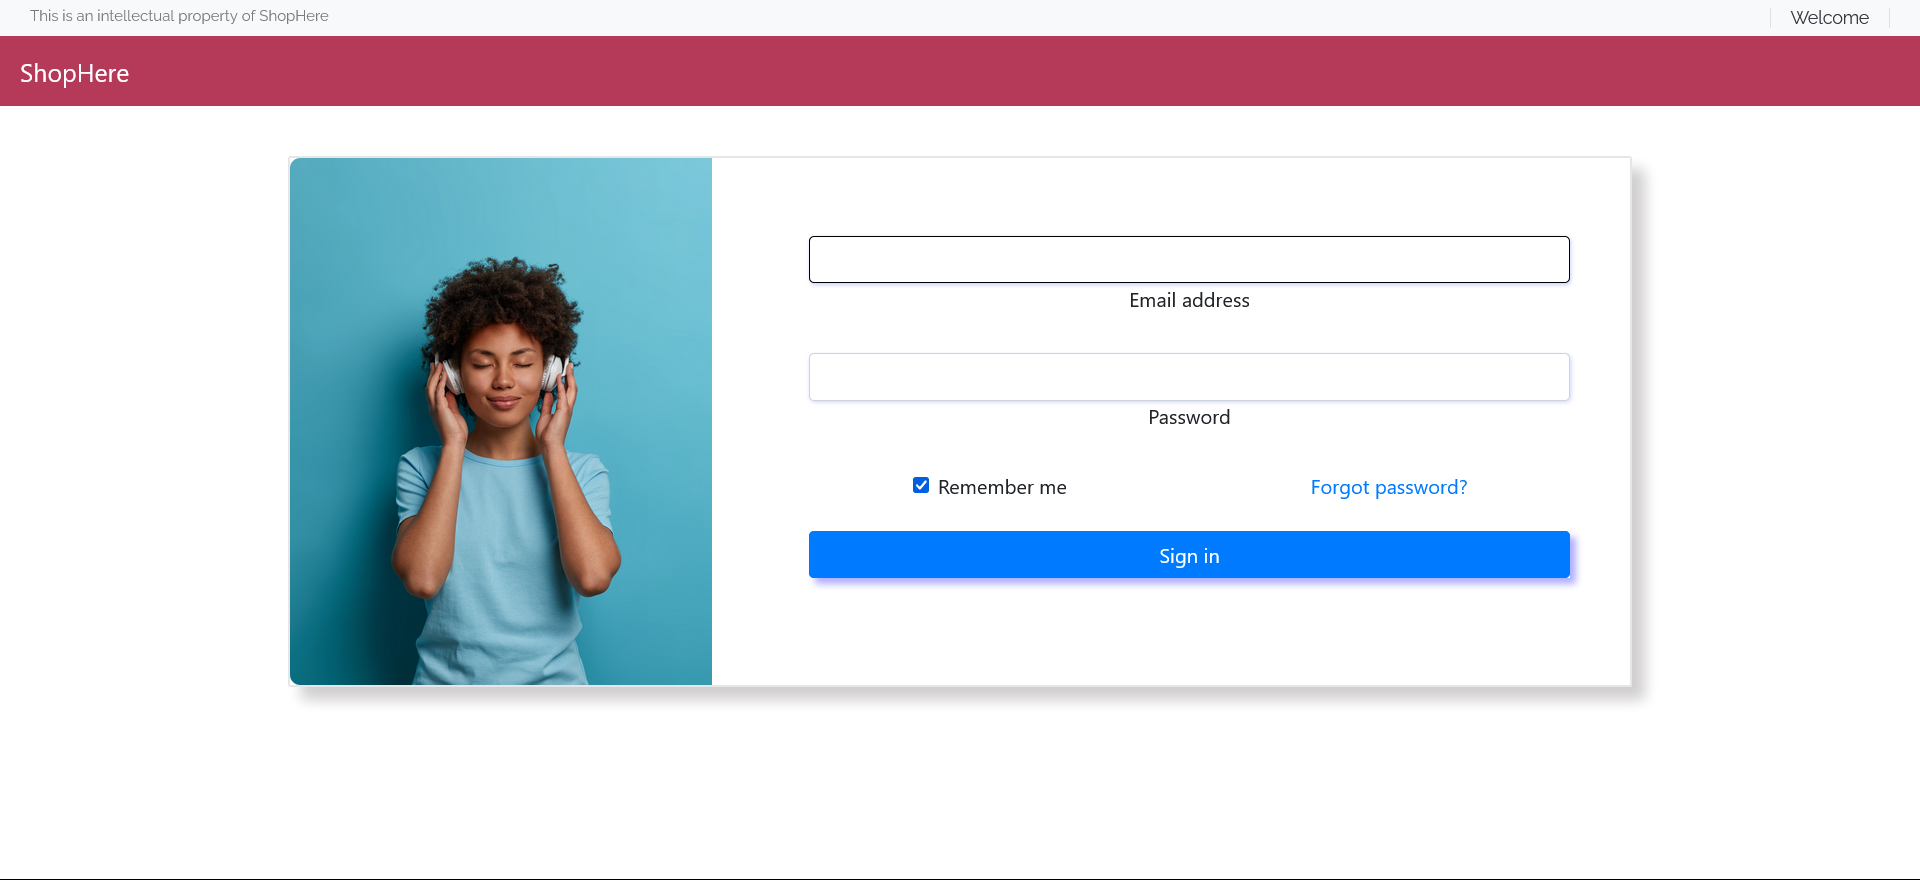 This is an intellectual property of ShopHere
Welcome
ShopHere
Email address
Password
Remember me
Forgot password?
Sign in